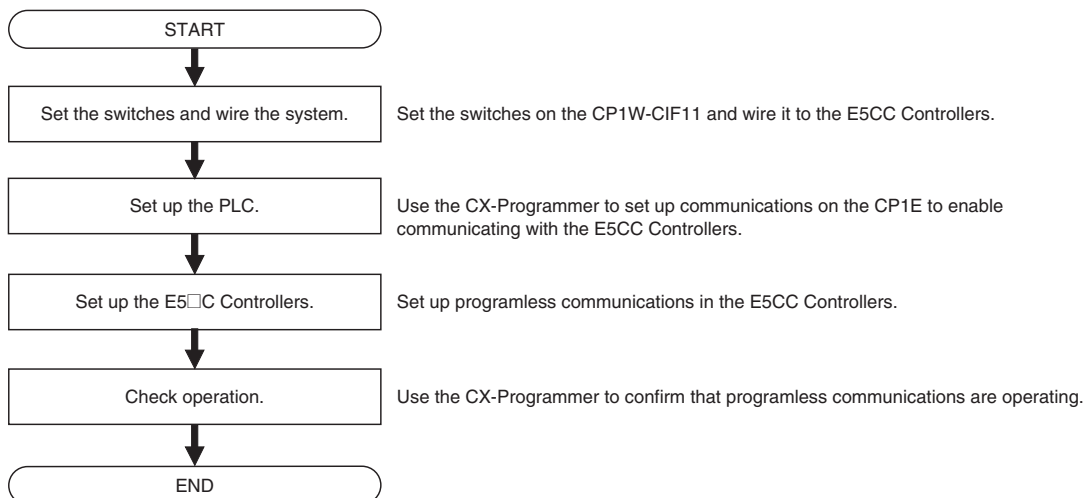 START
Set the switches and wire the system.
Set the switches on the CP1W-CIF11 and wire it to the E5CC Controllers.
Set up the PLC.
Use the CX-Programmer to set up communications on the CP1E to enable
communicating with the E5CC Controllers.
Set up the E5□C Controllers.
Set up programless communications in the E5CC Controllers.
Check operation.
Use the CX-Programmer to confirm that programless communications are operating.
END